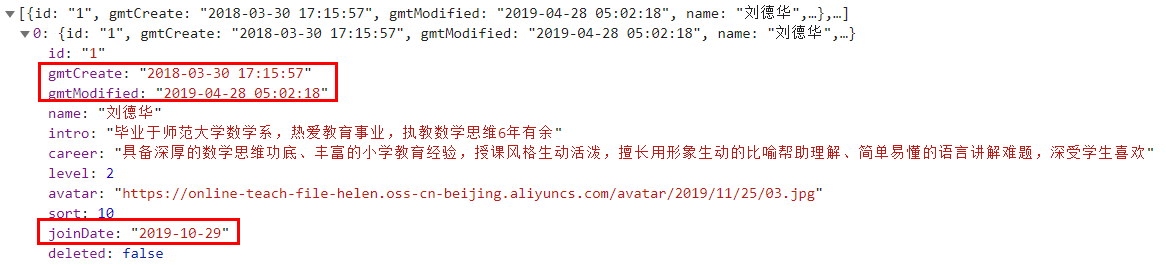 [{id: "1", gmtCreate: "2018-03-30 17:15:57", gmtModified: "2019-04-28 05:02:18", name: "刘德华",…},…]
0: {id: "1", gmtCreate: "2018-03-30 17:15:57", gmtModified: "2019-04-28 05:02:18", name: "刘德华",…}
id: "1"
gmtCreate: "2018-03-30 17:15:57"
gmtModified: "2019-04-28 05:02:18"
name: "刘德华"
intro: "毕业于师范大学数学系，热爱教育事业，执教数学思维6年有余"
career: "具备深厚的数学思维功底、丰富的小学教育经验，授课风格生动活泼，擅长用形象生动的比喻帮助理解、简单易懂的语言讲解难题，深受学生喜欢"
level: 2
avatar: "https://online-teach-file-helen.oss-cn-beijing.aliyuncs.com/avatar/2019/11/25/03.jpg"
sort: 10
joinDate: "2019-10-29"
deleted: false